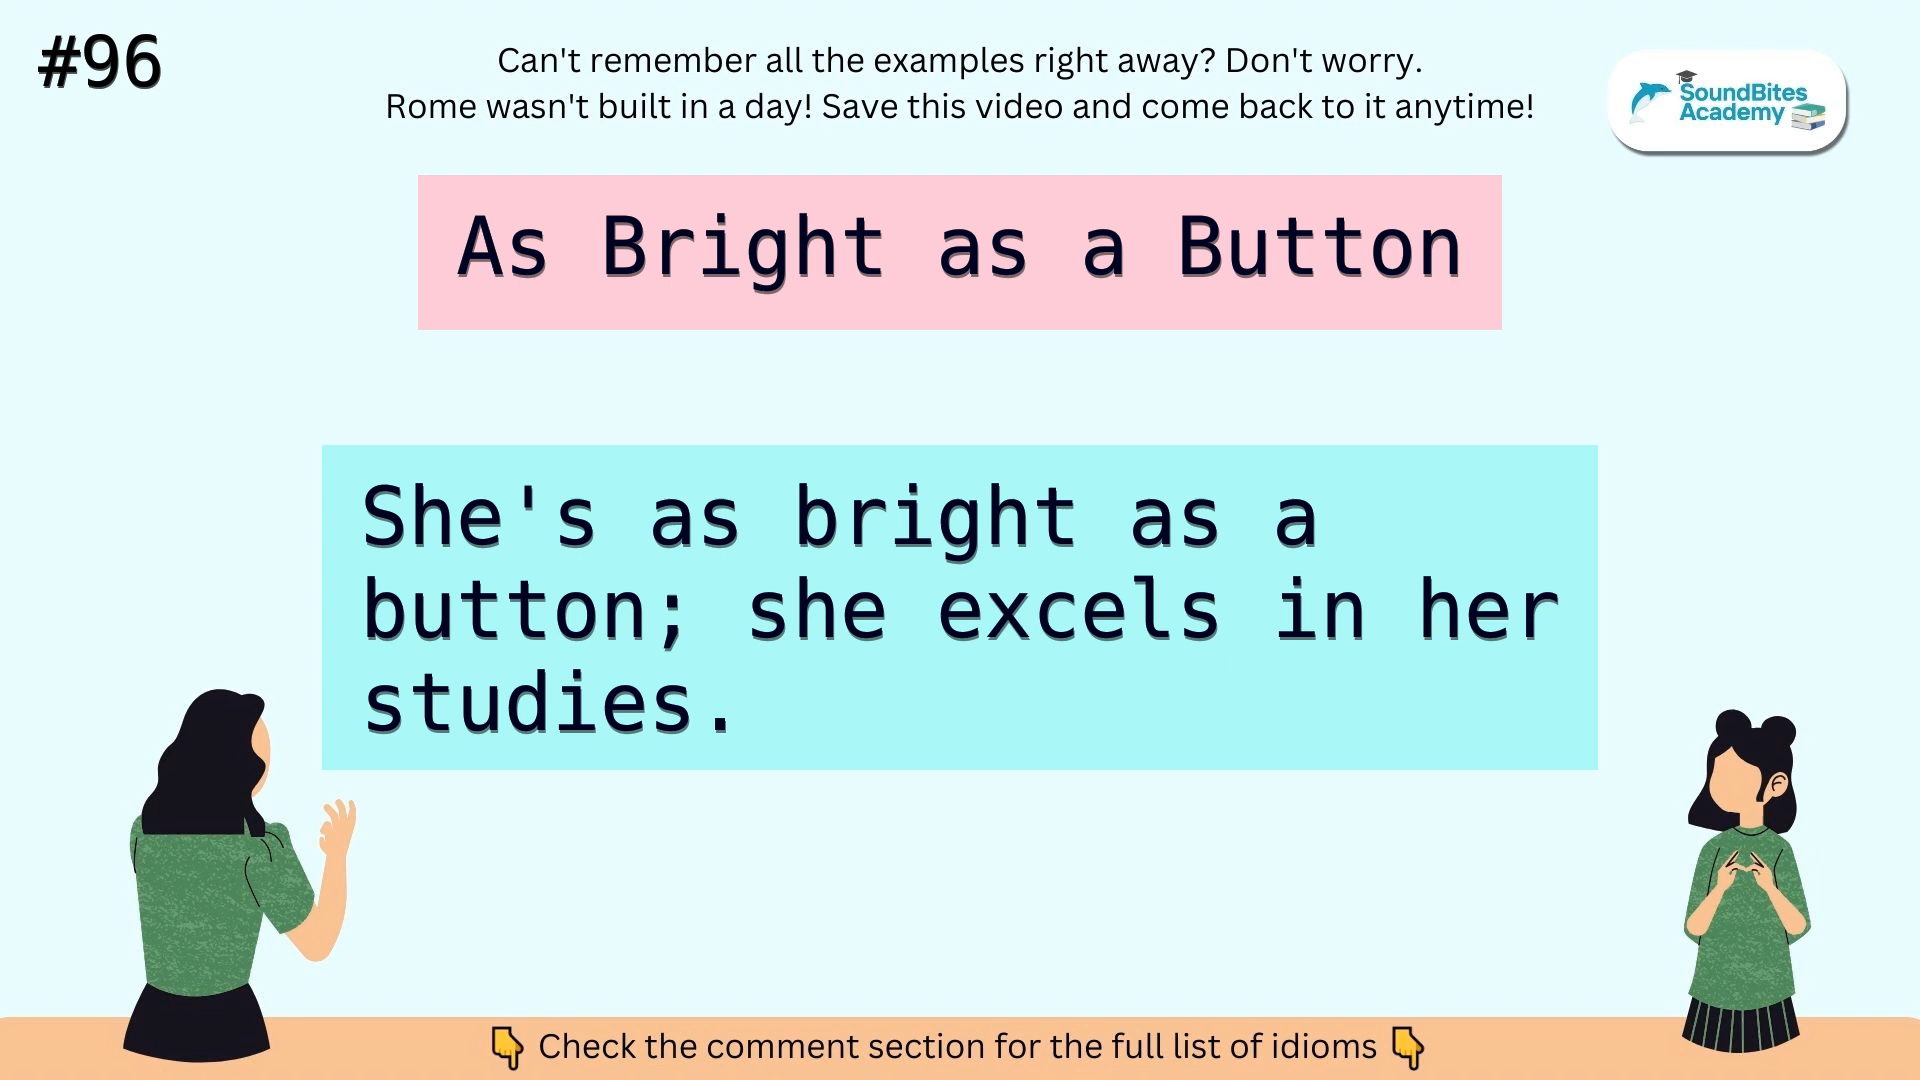 #96
Can't remember all the examples right away? Don't worry.
Rome wasn't built in a day! Save this video and come back to it anytime!
SoundBites
Academy
As Bright as a Button
She's as bright as a
button; she excels in her
studies.
👇 Check the comment section for the full list of idioms 👇